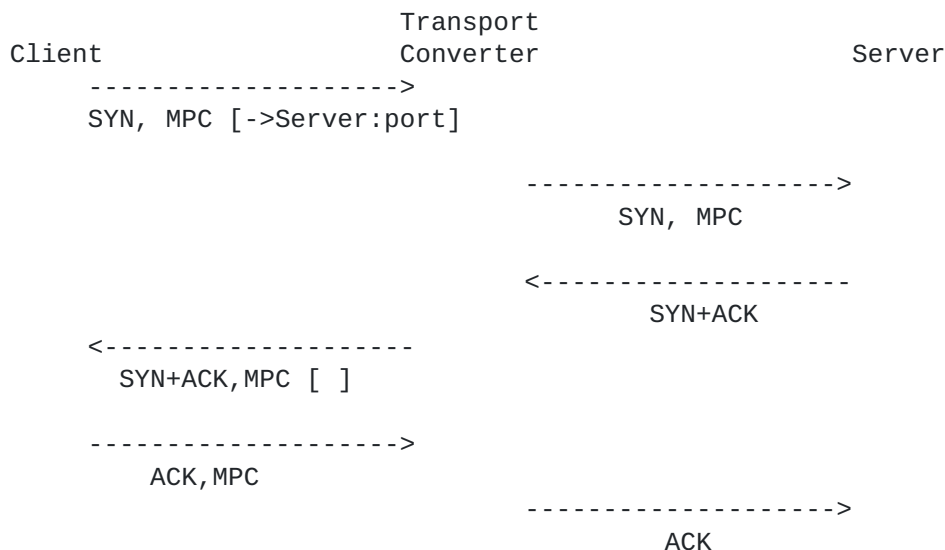 Transport
Client Converter Server
-------------------->
SYN, MPC [->Server:port]
-------------------->
SYN, MPC
<--------------------
SYN+ACK
<--------------------
SYN+ACK,MPC [ ]
-------------------->
ACK,MPC
-------------------->
ACK